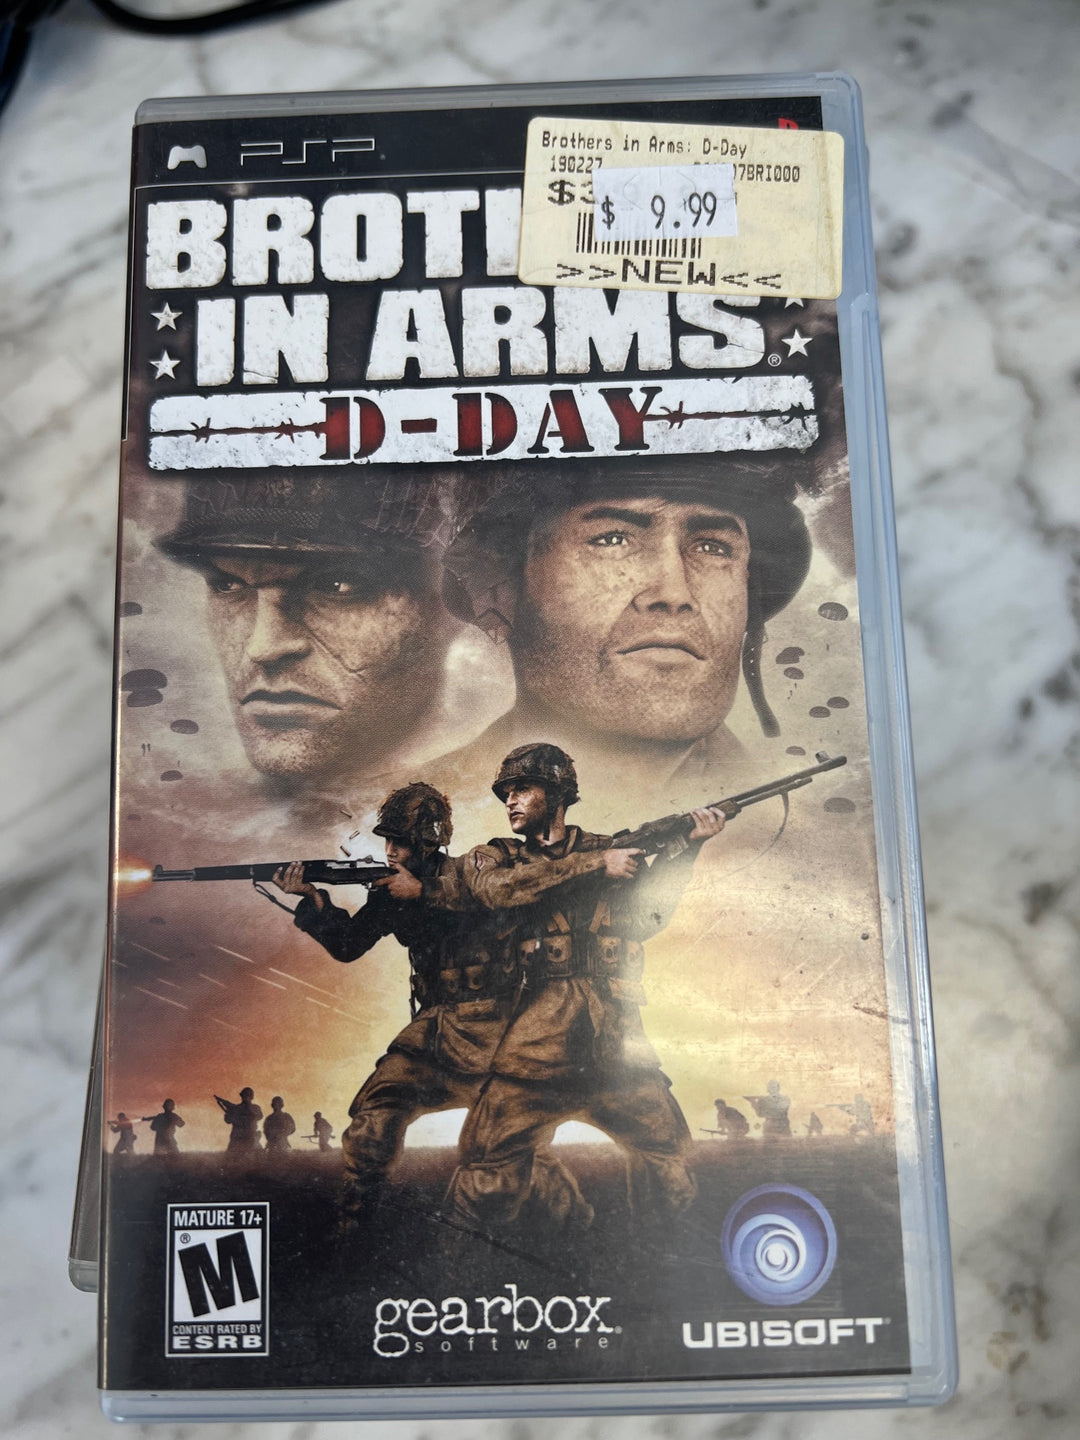 PSP
Brothers in Arms: D-Day
190227 7BRI000
$ 9.99
>>NEW<<
IN ARMS®
D-DAY
MATURE 17+
M®
CONTENT RATED BY
ESRB
gearbox
software
UBISOFT